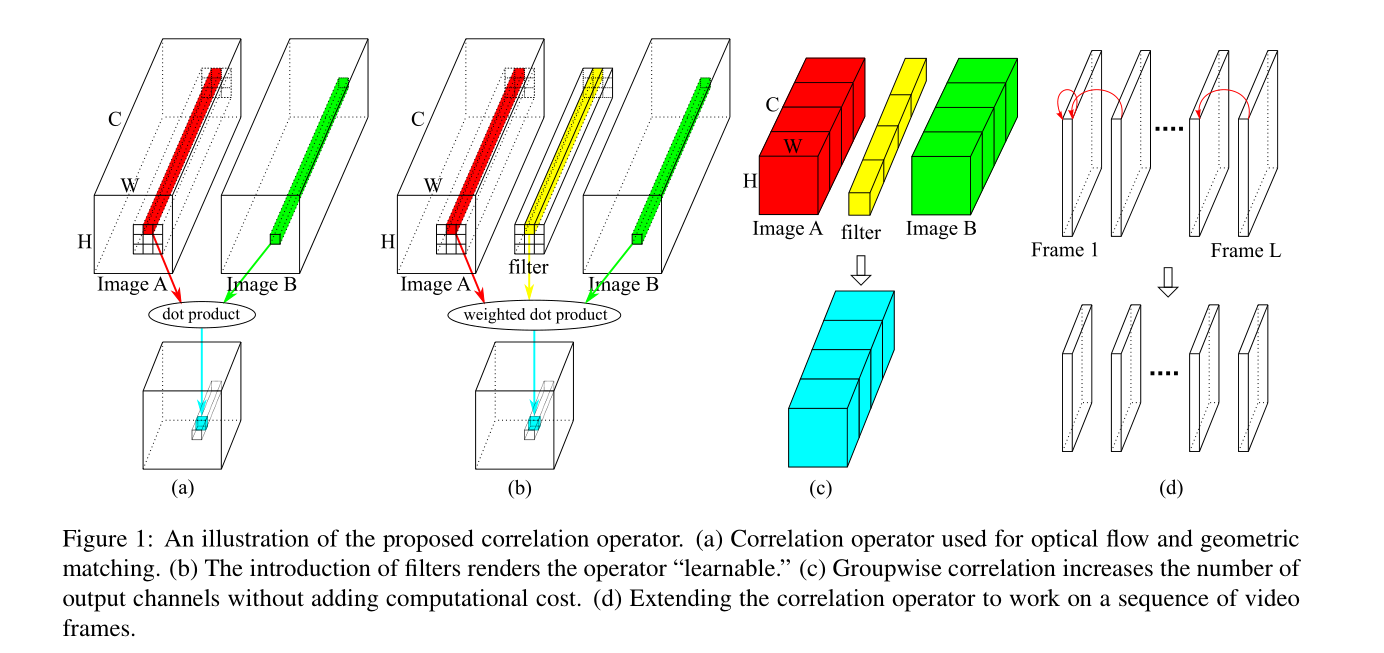 C
W
H
Image A
Image B
dot product
(a)
C
W
H
filter
Image A
Image B
weighted dot product
(b)
C
W
H
Image A
filter
Image B
(c)
Frame 1
Frame L
(d)
Figure 1: An illustration of the proposed correlation operator. (a) Correlation operator used for optical flow and geometric
matching. (b) The introduction of filters renders the operator “learnable.” (c) Groupwise correlation increases the number of
output channels without adding computational cost. (d) Extending the correlation operator to work on a sequence of video
frames.